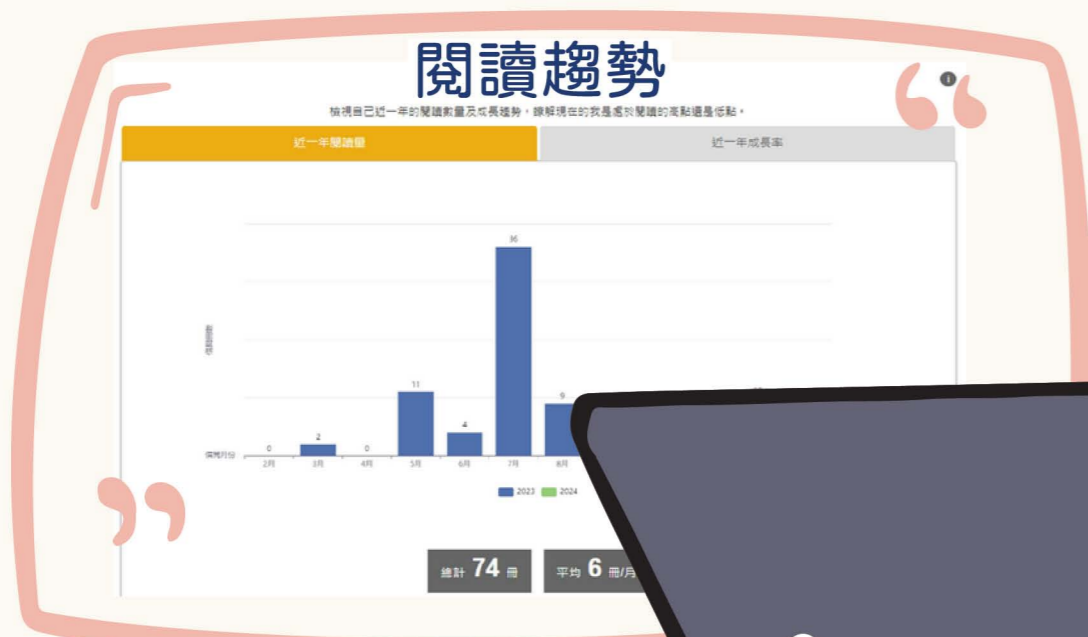 閱讀趨勢
檢視自己近一年的閱讀數量及成長趨勢，瞭解現在的我是處於閱讀的高點還是低點。
近一年閱讀量
近一年成長率
36
11
9
4
2
0
0
借閱月份
2月
3月
4月
5月
6月
7月
8月
2023
2024
總計 74 冊
平均 6 冊/月